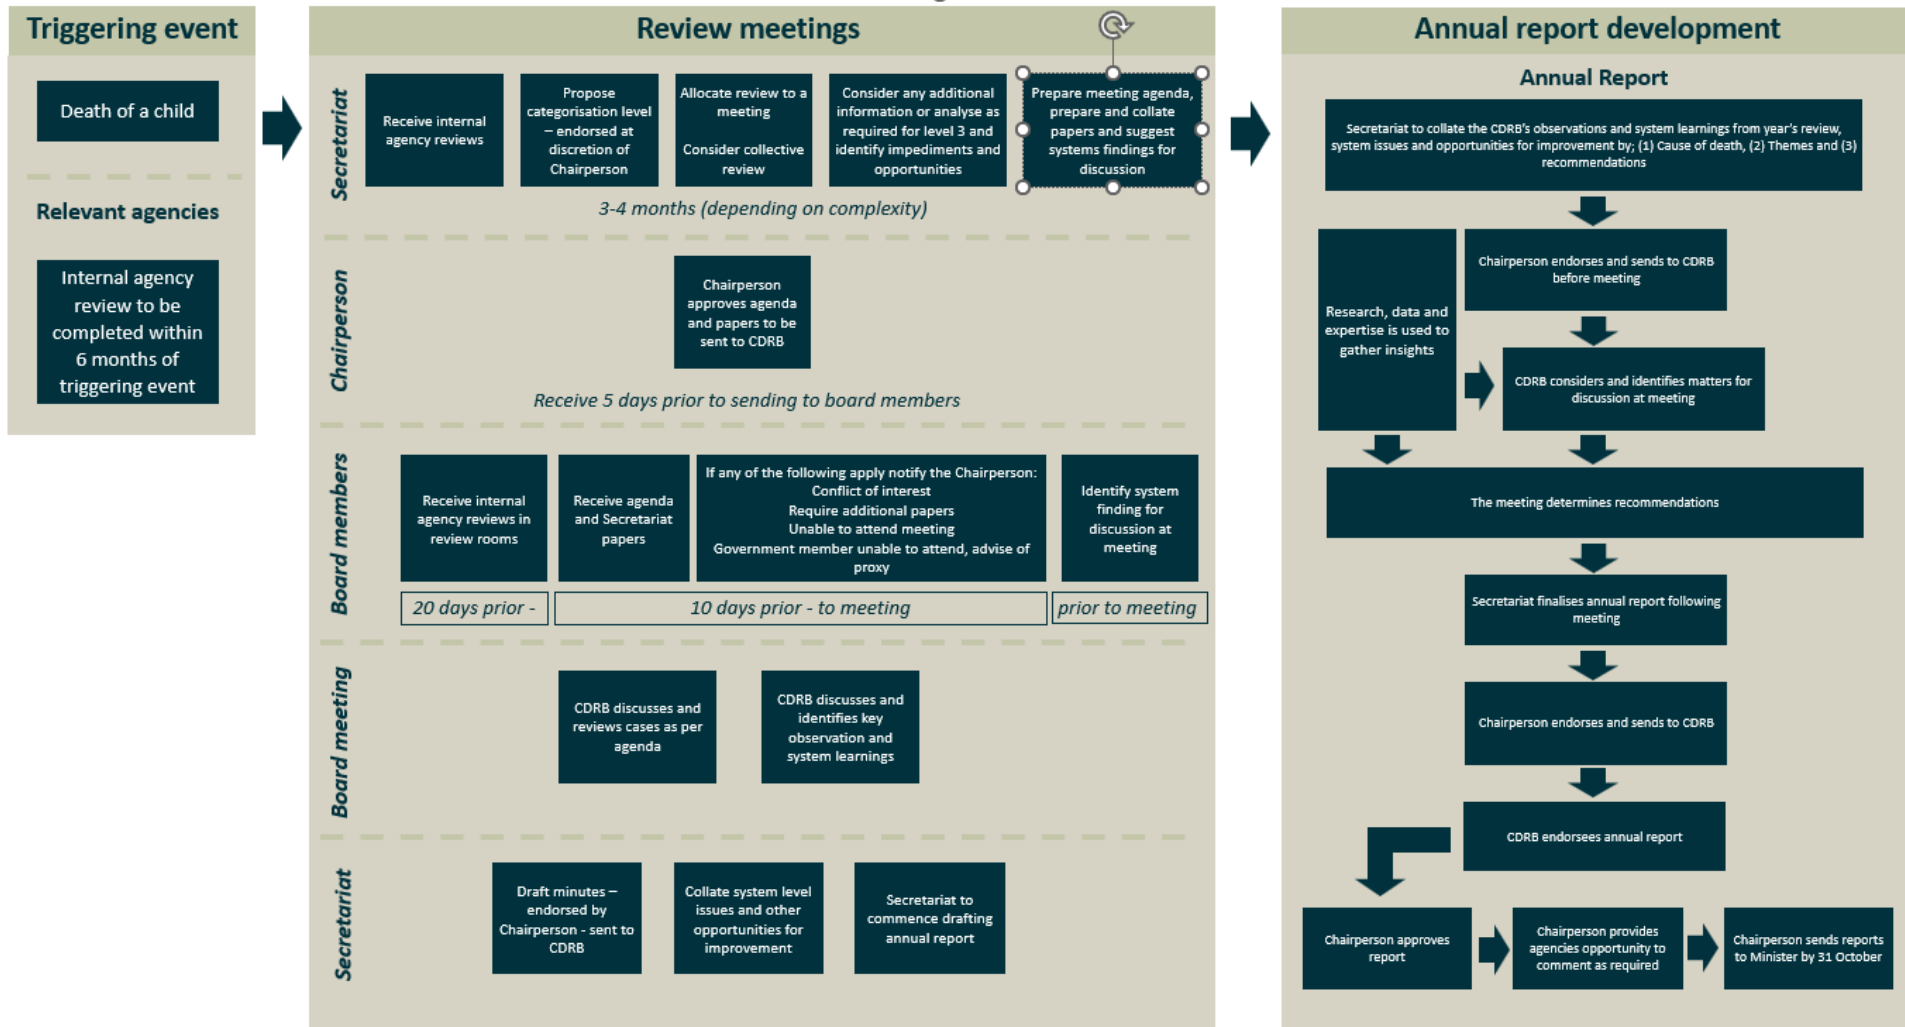 Triggering event
Death of a child
Relevant agencies
Internal agency
review to be
completed within
6 months of
triggering event
Review meetings
Secretariat
Receive internal
agency reviews
Propose
categorisation level
– endorsed at
discretion of
Chairperson
Allocate review to a
meeting
Consider collective
review
Consider any additional
information or analyse as
required for level 3 and
identify impediments and
opportunities
Prepare meeting agenda,
prepare and collate
papers and suggest
systems findings for
discussion
3-4 months (depending on complexity)
Chairperson
Chairperson
approves agenda
and papers to be
sent to CDRB
Receive 5 days prior to sending to board members
Board members
Receive internal
agency reviews in
review rooms
Receive agenda
and Secretariat
papers
If any of the following apply notify the Chairperson:
Conflict of interest
Require additional papers
Unable to attend meeting
Government member unable to attend, advise of
proxy
Identify system
finding for
discussion at
meeting
20 days prior -
10 days prior - to meeting
prior to meeting
Board meeting
CDRB discusses and
reviews cases as per
agenda
CDRB discusses and
identifies key
observation and
system learnings
Secretariat
Draft minutes –
endorsed by
Chairperson - sent to
CDRB
Collate system level
issues and other
opportunities for
improvement
Secretariat to
commence drafting
annual report
Annual report development
Annual Report
Secretariat to collate the CDRB's observations and system learnings from year's review,
system issues and opportunities for improvement by; (1) Cause of death, (2) Themes and (3)
recommendations
Chairperson endorses and sends to CDRB
before meeting
Research, data and
expertise is used to
gather insights
CDRB considers and identifies matters for
discussion at meeting
The meeting determines recommendations
Secretariat finalises annual report following
meeting
Chairperson endorses and sends to CDRB
CDRB endorsees annual report
Chairperson approves
report
Chairperson provides
agencies opportunity to
comment as required
Chairperson sends reports
to Minister by 31 October